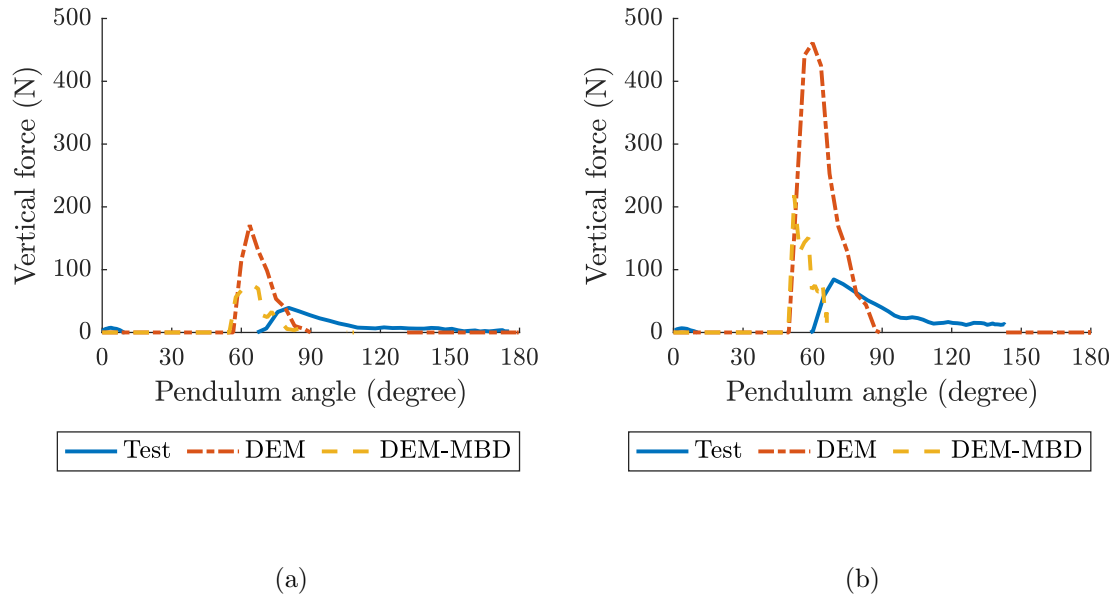 500
400
300
200
100
0
Vertical force (N)
0 30 60 90 120 150 180
Pendulum angle (degree)
Test DEM DEM-MBD
(a)
500
400
300
200
100
0
Vertical force (N)
0 30 60 90 120 150 180
Pendulum angle (degree)
Test DEM DEM-MBD
(b)